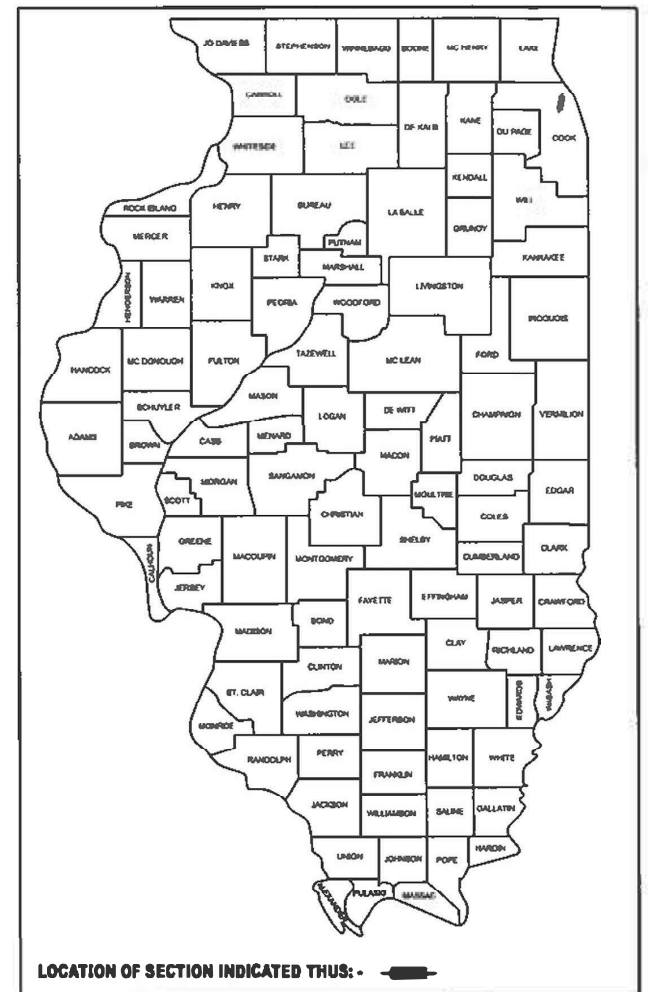 JO DAVIESS STEPHENSON WINNEBAGO BOONE MC HENRY LAKE
CARROLL OGLE
DE KALB KANE DU PAGE COOK
WHITESIDE LEE
KENDALL
ROCK ISLAND HENRY BUREAU LA SALLE WILL
GRUNDY
MERCER PUTNAM
STARK MARSHALL KANKAKEE
HENDERSON WARREN KNOX PEORIA WOODFORD LIVINGSTON
IROQUOIS
HANCOCK MC DONOUGH FULTON TAZEWELL MC LEAN FORD
MASON
SCHUYLER LOGAN DE WITT CHAMPAIGN VERMILION
ADAMS BROWN CASS MENARD PIATT
MACON
MORGAN SANGAMON DOUGLAS
PIKE SCOTT MOULTRIE EDGAR
CHRISTIAN COLES
GREENE SHELBY
CALHOUN MACOUPIN MONTGOMERY CUMBERLAND CLARK
JERSEY
FAYETTE EFFINGHAM JASPER CRAWFORD
MADISON BOND
CLAY RICHLAND LAWRENCE
CLINTON MARION
ST. CLAIR WAYNE EDWARDS WABASH
WASHINGTON JEFFERSON
MONROE
RANDOLPH PERRY HAMILTON WHITE
FRANKLIN
JACKSON WILLIAMSON SALINE GALLATIN
UNION JOHNSON POPE HARDIN
ALEXANDER PULASKI MASSAC
LOCATION OF SECTION INDICATED THUS: -